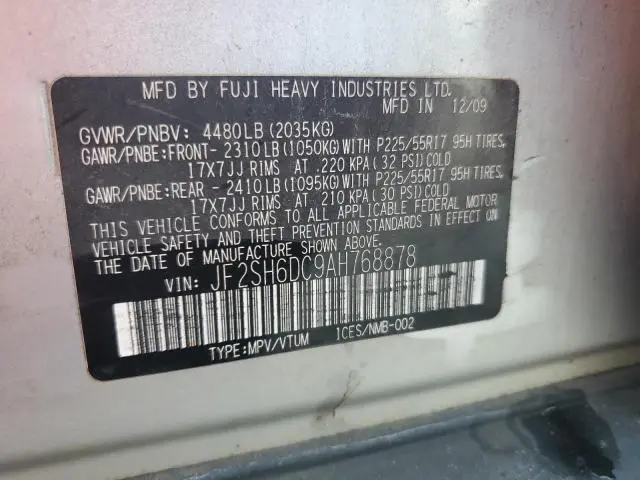 MFD BY FUJI HEAVY INDUSTRIES LTD.
MFD IN 12/09
GVWR/PNBV: 4480LB(2035KG)
GAWR/PNBE:FRONT- 2310LB(1050KG)WITH P225/55R17 95H TIRES,
17X7JJ RIMS AT 220 KPA(32 PSI)COLD
GAWR/PNBE:REAR - 2410LB(1095KG)WITH P225/55R17 95H TIRES,
17X7JJ RIMS AT 210 KPA(30 PSI)COLD
THIS VEHICLE CONFORMS TO ALL APPLICABLE FEDERAL MOTOR
VEHICLE SAFETY AND THEFT PREVENTION STANDARDS IN EFFECT ON
THE DATE OF MANUFACTURE SHOWN ABOVE.
VIN: JF2SH6DC9AH768878
TYPE:MPV/VTUM ICES/NMB-002